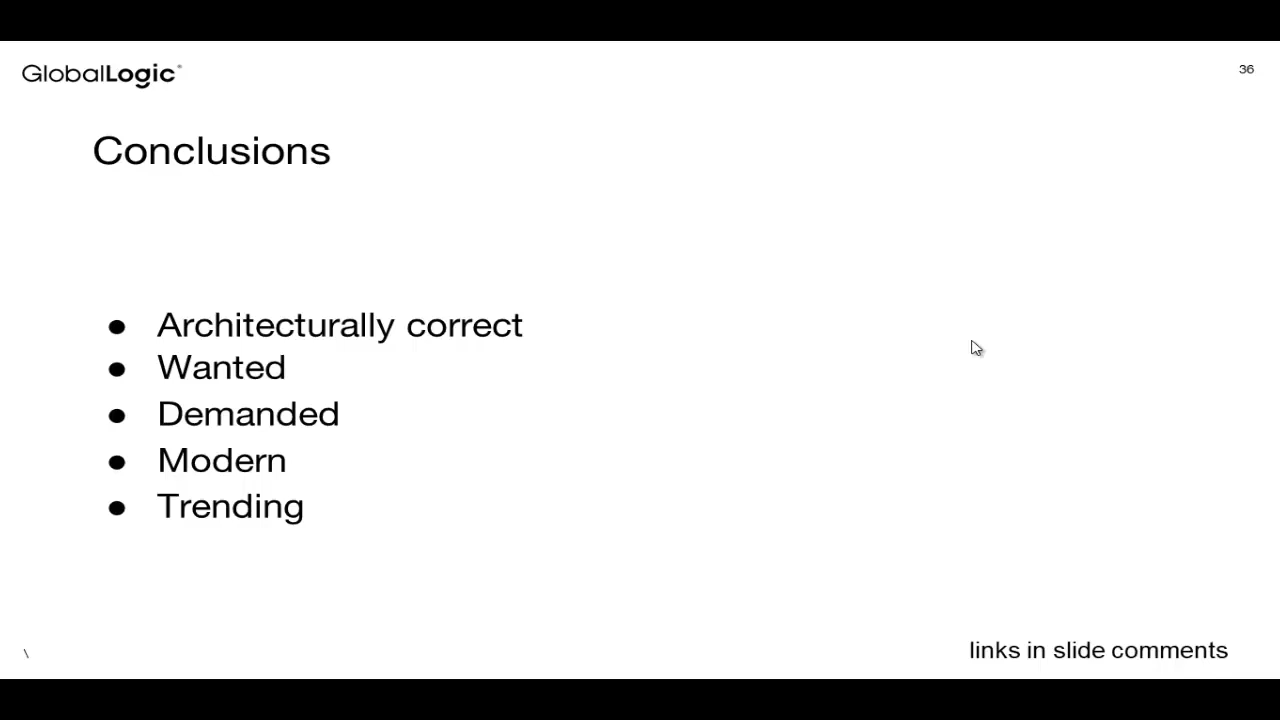 GlobalLogic®
36
Conclusions
● Architecturally correct
● Wanted
● Demanded
● Modern
● Trending
\
links in slide comments